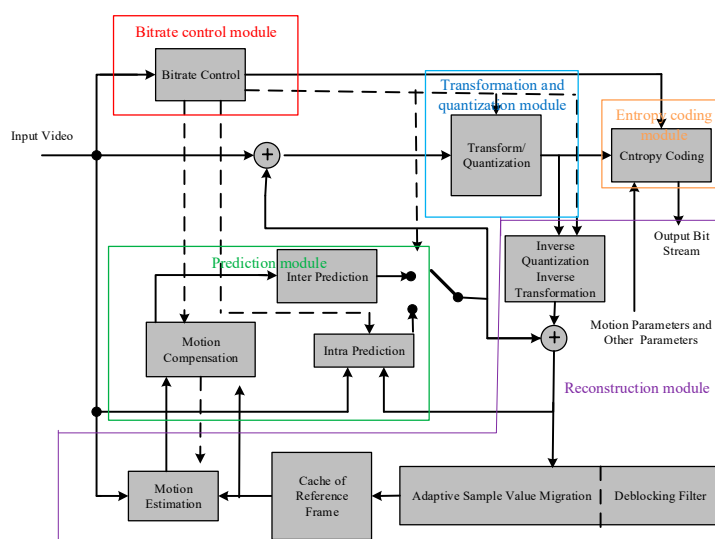 Bitrate control module
Bitrate Control
Transformation and
quantization module
Entropy coding
module
Input Video
Transform/
Quantization
Cntropy Coding
Output Bit
Stream
Prediction module
Inter Prediction
Inverse
Quantization
Inverse
Transformation
Motion
Compensation
Intra Prediction
Motion Parameters and
Other Parameters
Reconstruction module
Motion
Estimation
Cache of
Reference
Frame
Adaptive Sample Value Migration
Deblocking Filter